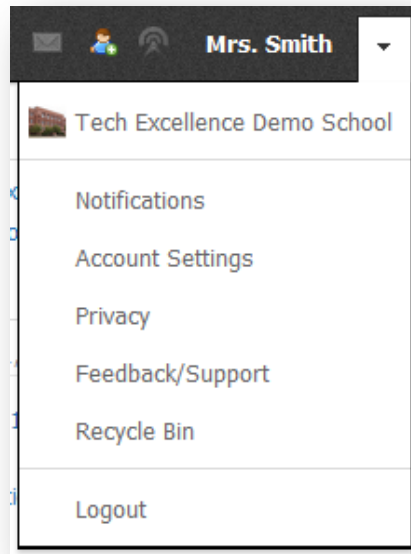 Mrs. Smith
Tech Excellence Demo School
Notifications
Account Settings
Privacy
Feedback/Support
Recycle Bin
Logout